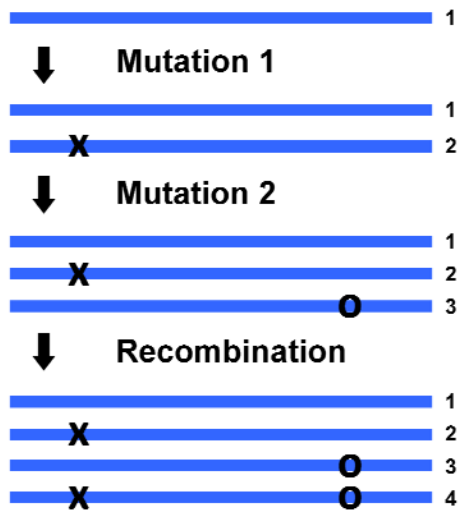 1
Mutation 1
1
X 2
Mutation 2
1
X 2
O 3
Recombination
1
X 2
O 3
X O 4